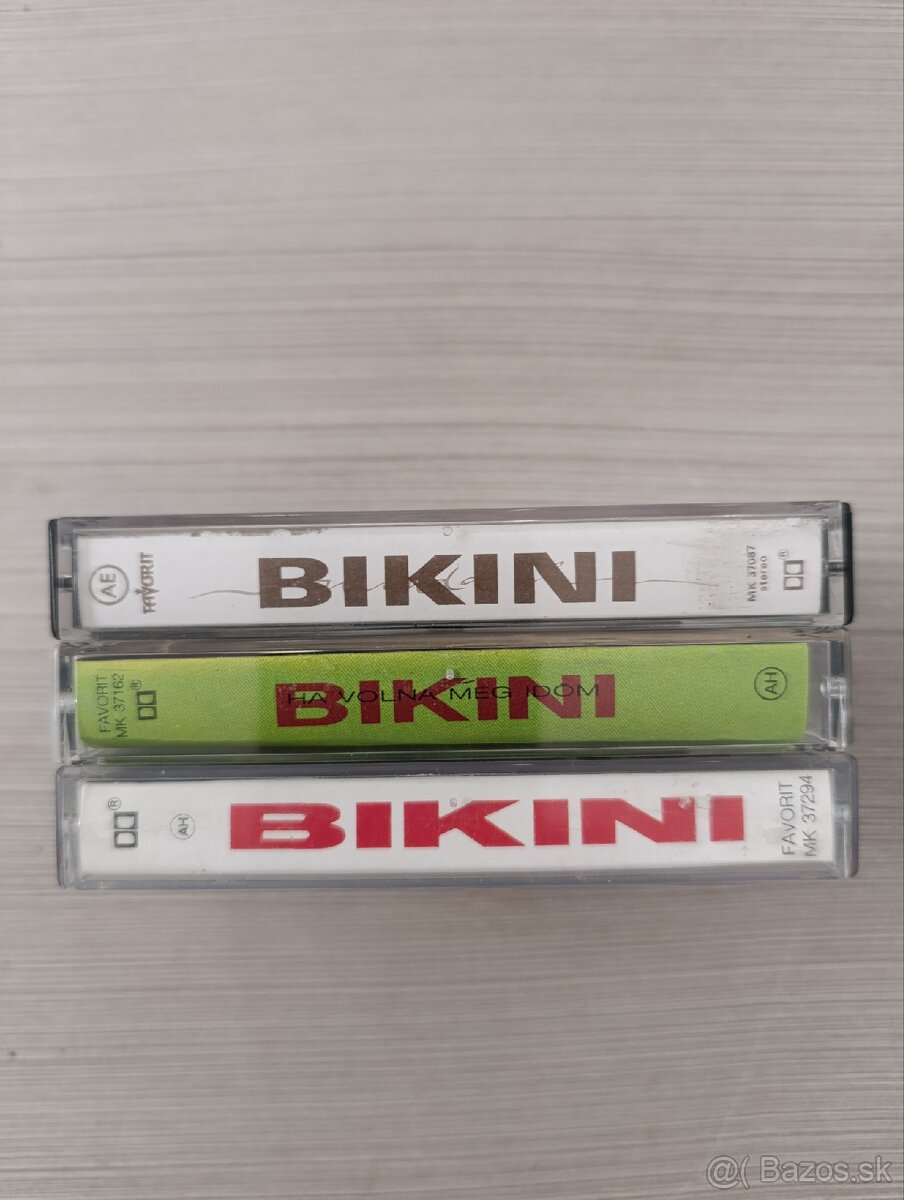 AE
FAVORIT
BIKINI
MK 37087
stereo
FAVORIT
MK 37162
BIKINI
HA VOLNA MÉG IDŐM
AH
AH
BIKINI
FAVORIT
MK 37294
@( Bazos.sk